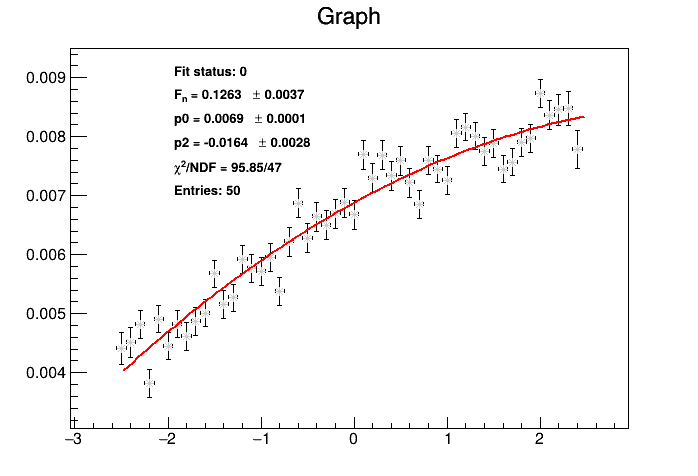 Graph
Fit status: 0
Fn = 0.1263 ± 0.0037
p0 = 0.0069 ± 0.0001
p2 = -0.0164 ± 0.0028
χ²/NDF = 95.85/47
Entries: 50
0.009
0.008
0.007
0.006
0.005
0.004
−3 −2 −1 0 1 2